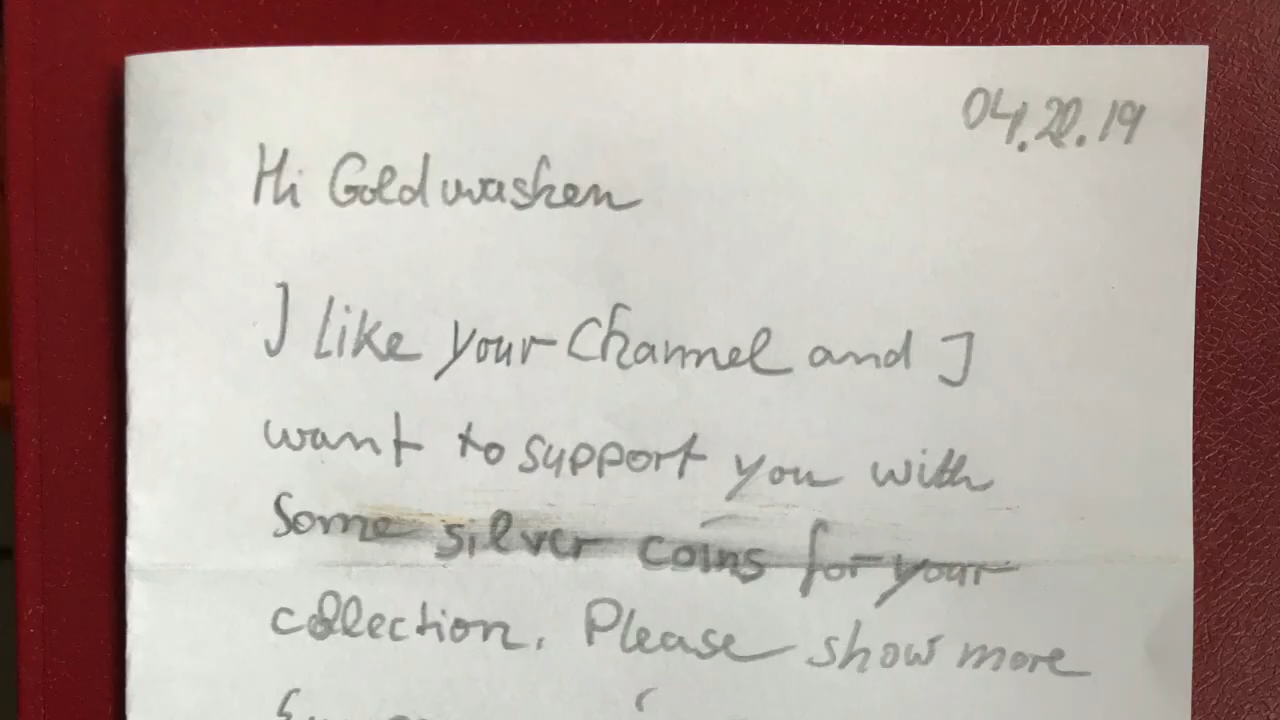 04.20.19
Hi Goldwashen
I like your Channel and I
want to support you with
Some silver coins for your
collection. Please show more